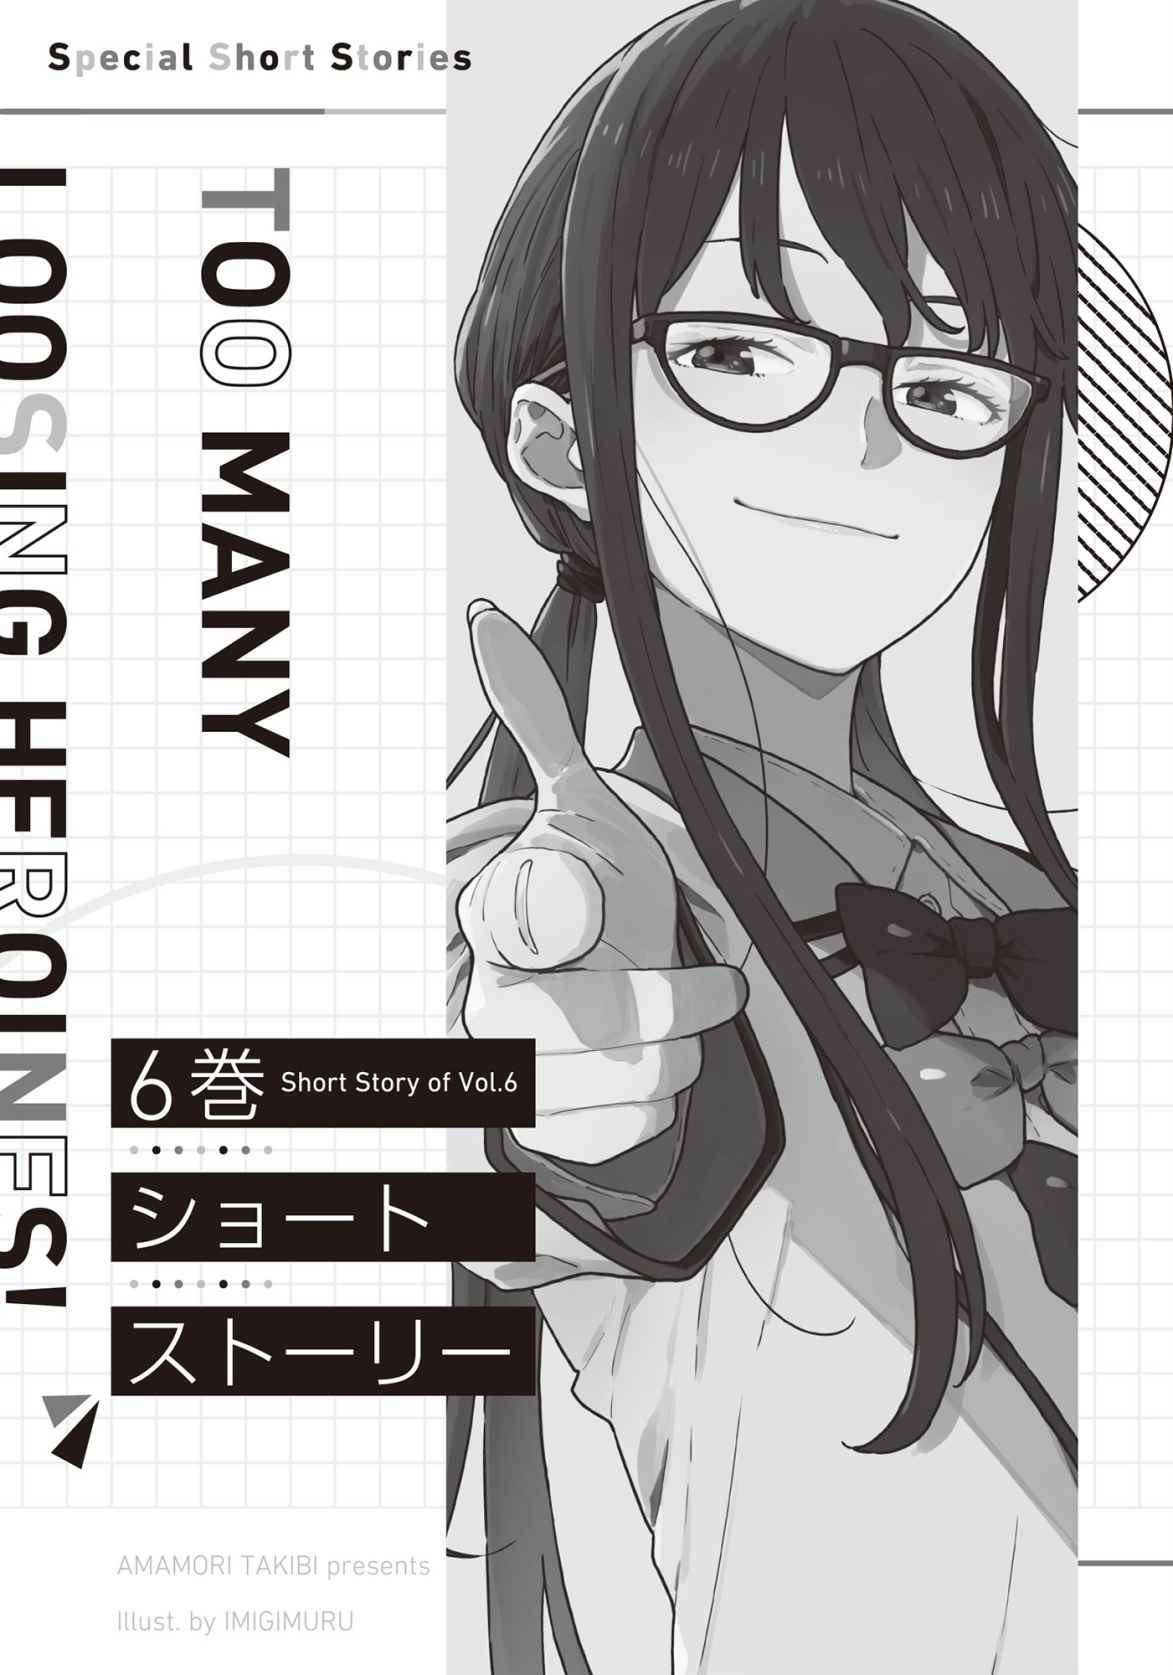 Special Short Stories
TOO MANY
LOOSING HEROINES!
6巻 Short Story of Vol.6
ショート
ストーリー
AMAMORI TAKIBI presents
Illust. by IMIGIMURU